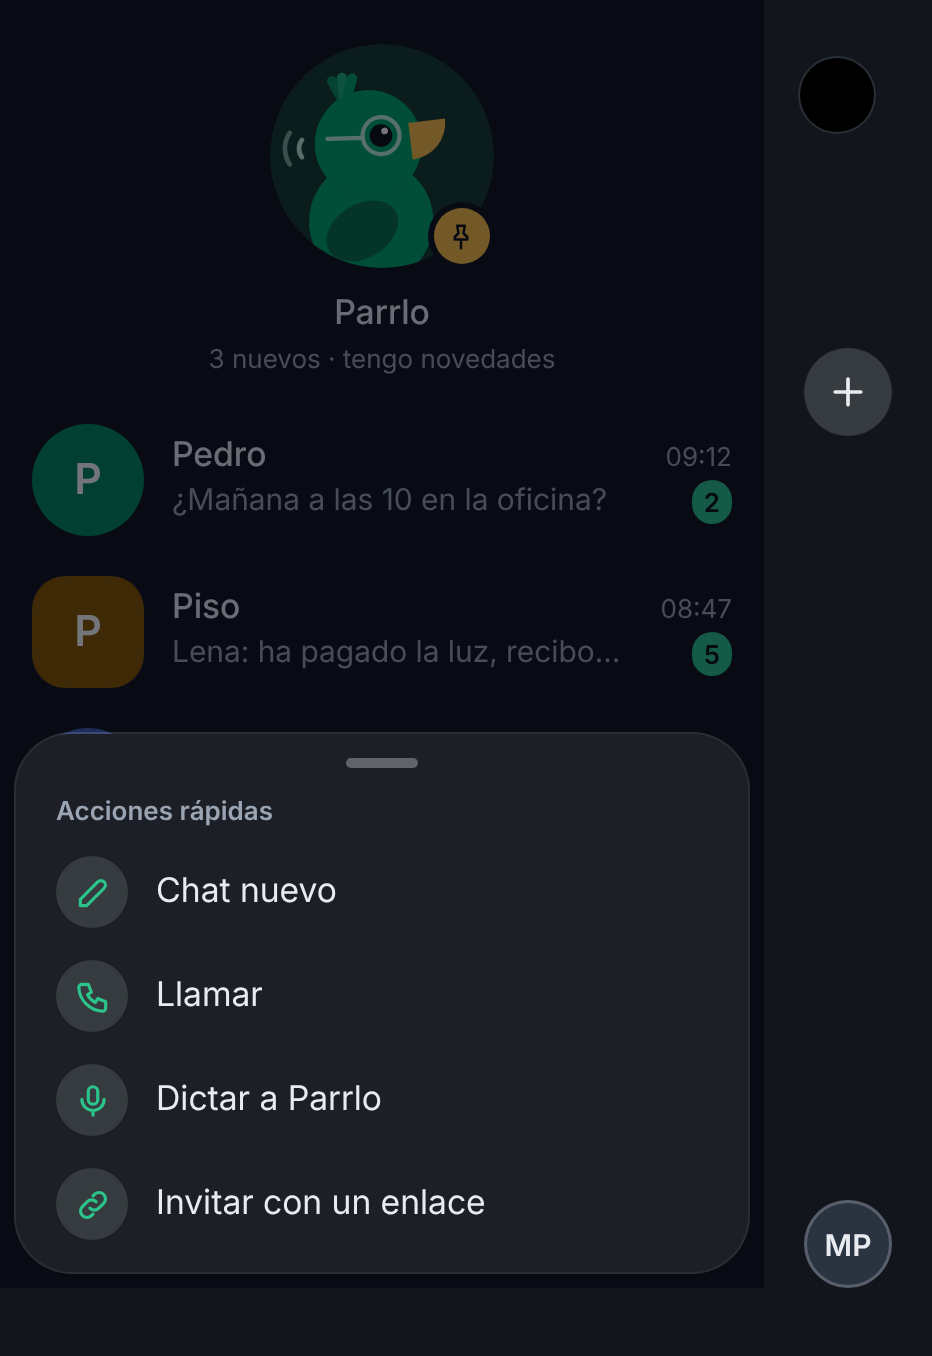 Parrlo
3 nuevos · tengo novedades
P
Pedro
09:12
¿Mañana a las 10 en la oficina?
2
P
Piso
08:47
Lena: ha pagado la luz, recibo...
5
Acciones rápidas
Chat nuevo
Llamar
Dictar a Parrlo
Invitar con un enlace
MP